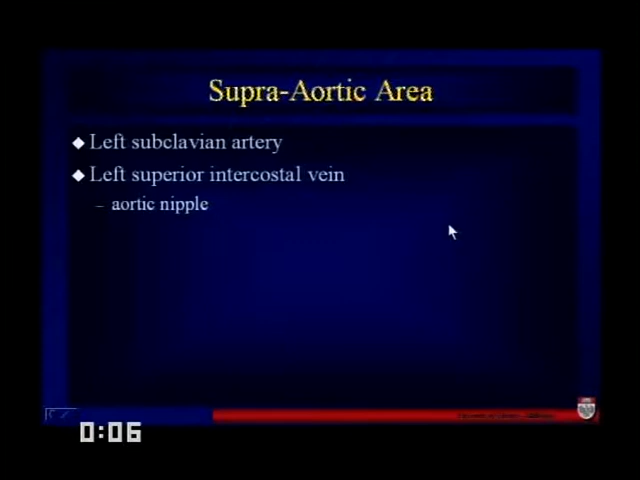 Supra-Aortic Area
Left subclavian artery
Left superior intercostal vein
– aortic nipple
0:06